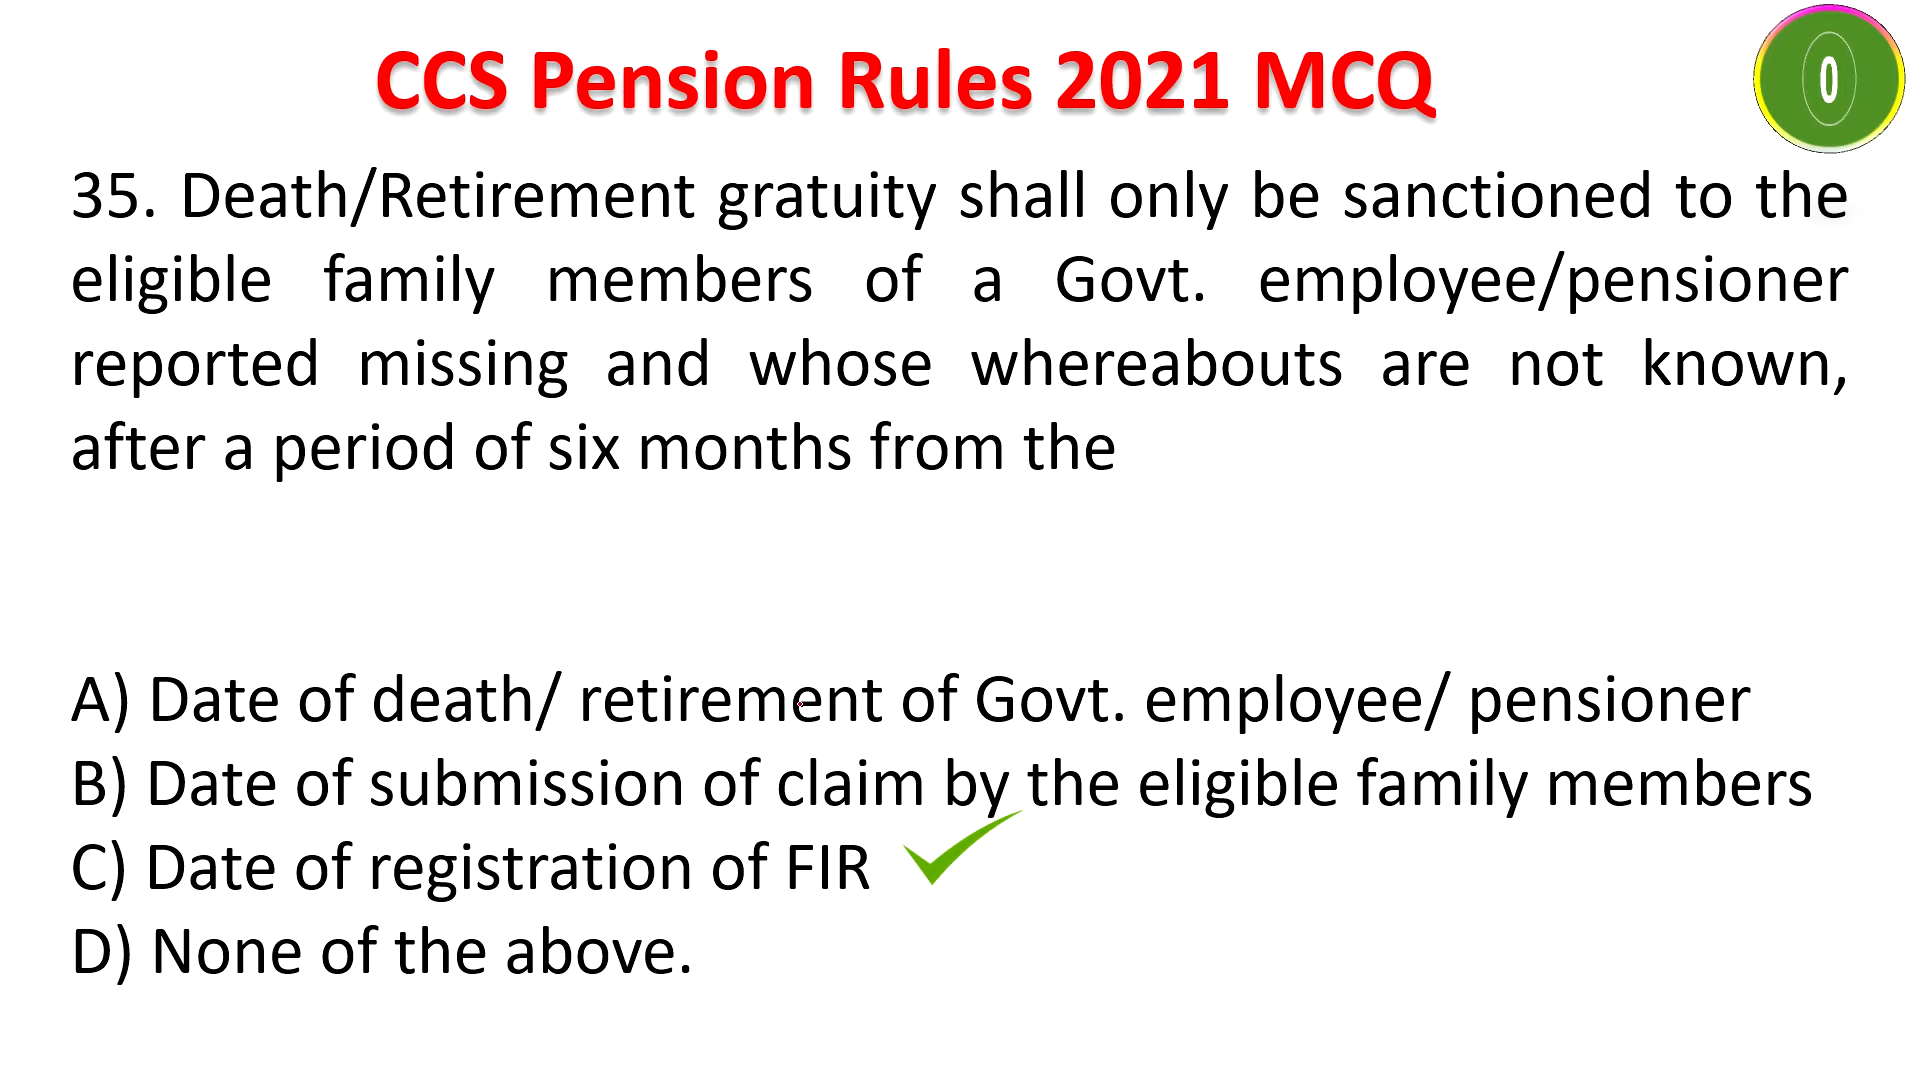 CCS Pension Rules 2021 MCQ
0
35. Death/Retirement gratuity shall only be sanctioned to the
eligible family members of a Govt. employee/pensioner
reported missing and whose whereabouts are not known,
after a period of six months from the
A) Date of death/ retirement of Govt. employee/ pensioner
B) Date of submission of claim by the eligible family members
C) Date of registration of FIR
D) None of the above.